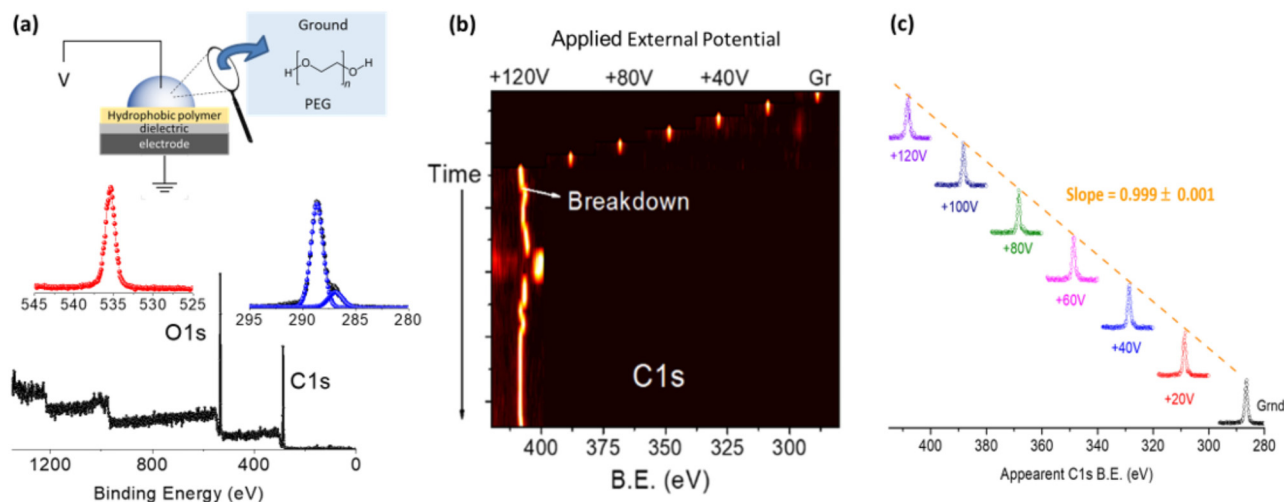 (a)
Ground
H
O
O
H
n
PEG
V
Hydrophobic polymer
dielectric
electrode
545 540 535 530 525
295 290 285 280
O1s
C1s
1200 800 400 0
Binding Energy (eV)
(b)
Applied External Potential
+120V +80V +40V Gr
Time
Breakdown
C1s
400 350 300
B.E. (eV)
(c)
+120V
+100V
+80V
+60V
+40V
+20V
Grnd
Slope = 0.999 ± 0.001
400 380 360 340 320 300 280
Appearent C1s B.E. (eV)